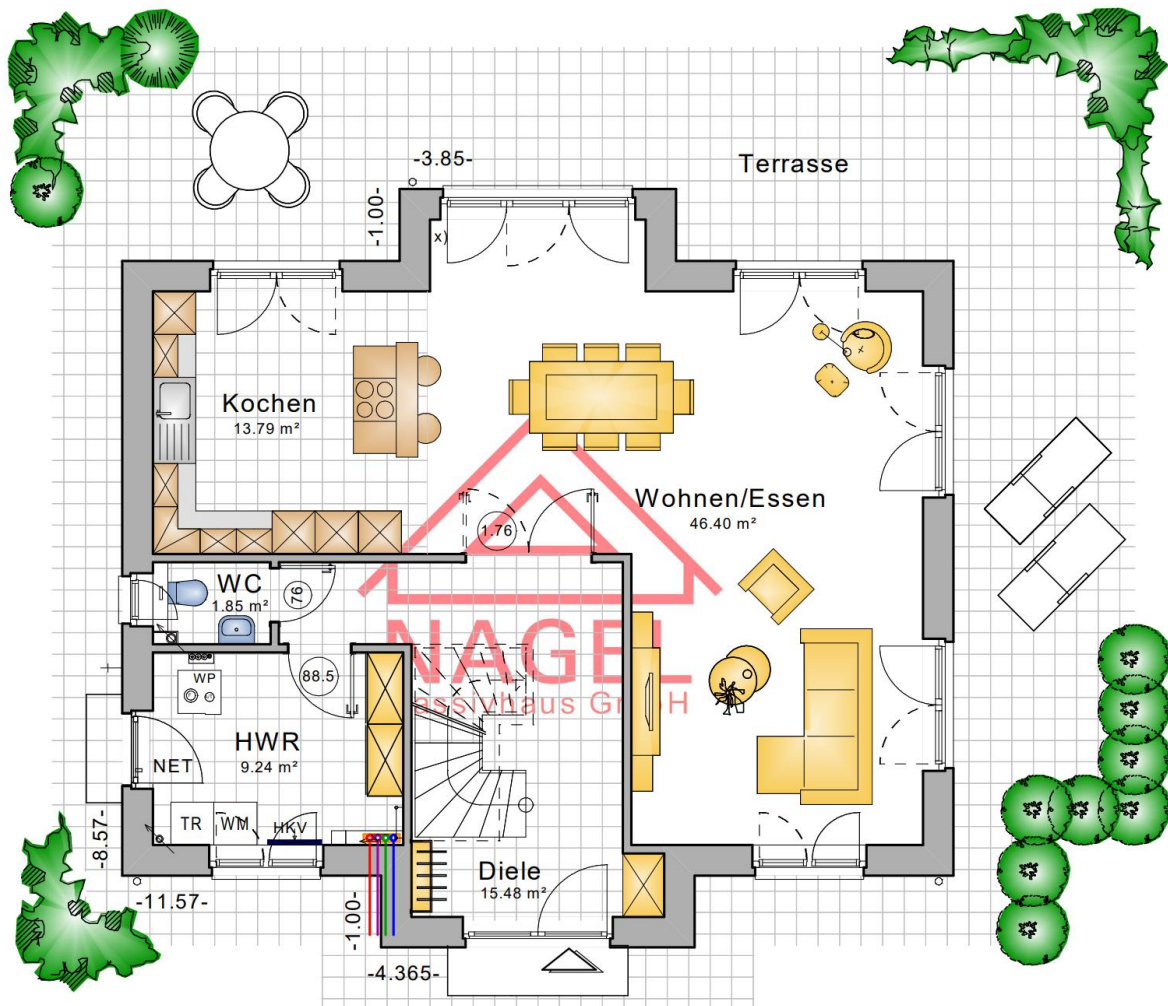 -3.85-
Terrasse
-1.00-
x)
Kochen
13.79 m²
Wohnen/Essen
46.40 m²
1.76
WC
1.85 m²
76
NAGEL
Massivhaus GmbH
WP
88.5
HWR
9.24 m²
NET
TR
WM
HKV
-8.57-
Diele
15.48 m²
-11.57-
-1.00-
-4.365-